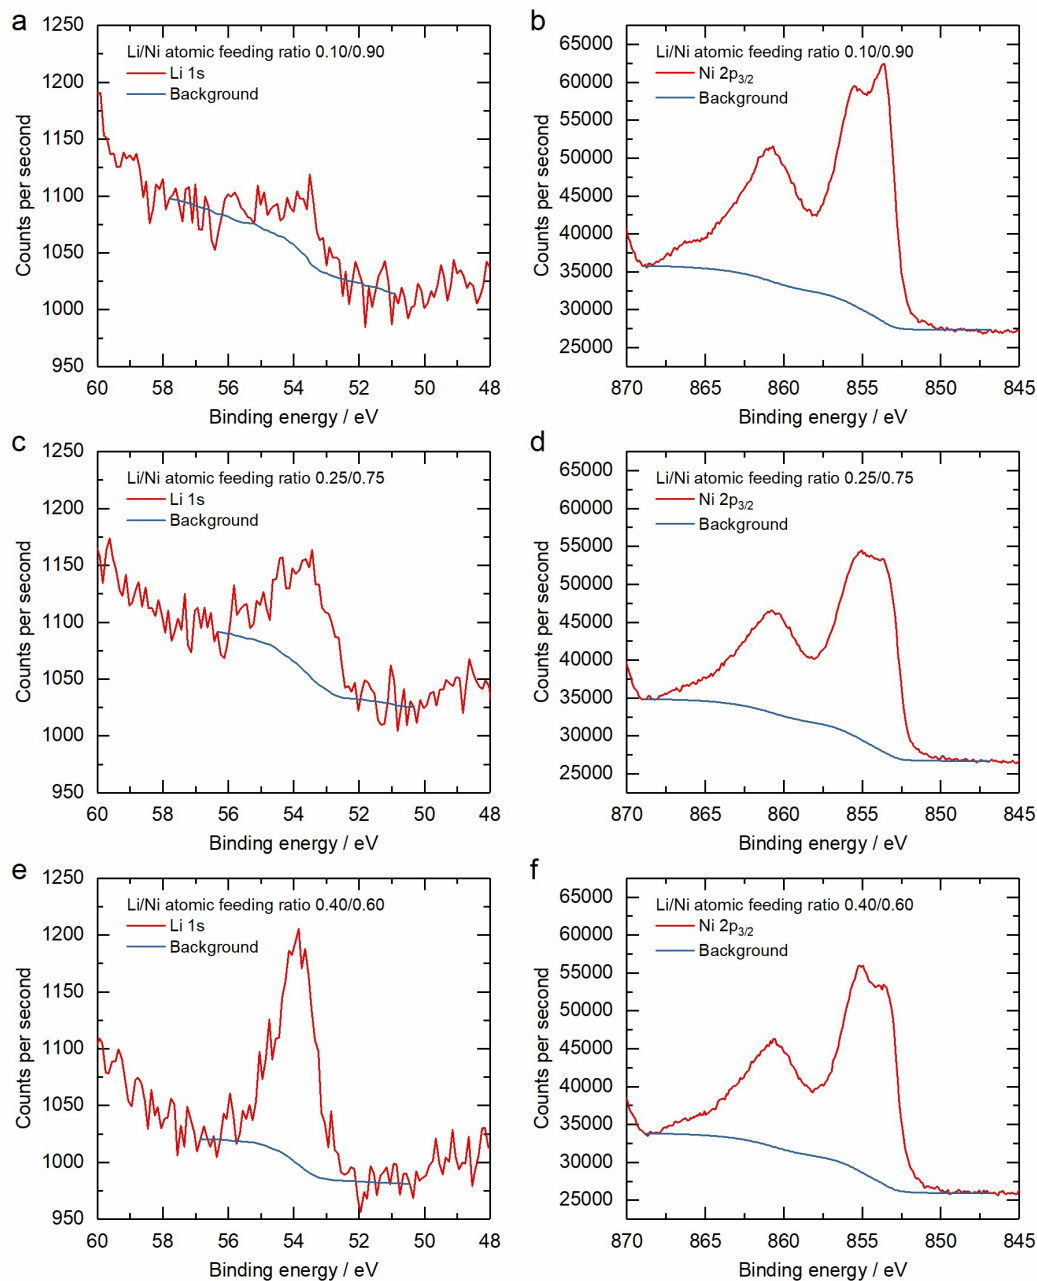 a
1250
1200
1150
1100
1050
1000
950
Counts per second
Li/Ni atomic feeding ratio 0.10/0.90
Li 1s
Background
60 58 56 54 52 50 48
Binding energy / eV
b
65000
60000
55000
50000
45000
40000
35000
30000
25000
Counts per second
Li/Ni atomic feeding ratio 0.10/0.90
Ni 2p3/2
Background
870 865 860 855 850 845
Binding energy / eV
c
1250
1200
1150
1100
1050
1000
950
Counts per second
Li/Ni atomic feeding ratio 0.25/0.75
Li 1s
Background
60 58 56 54 52 50 48
Binding energy / eV
d
65000
60000
55000
50000
45000
40000
35000
30000
25000
Counts per second
Li/Ni atomic feeding ratio 0.25/0.75
Ni 2p3/2
Background
870 865 860 855 850 845
Binding energy / eV
e
1250
1200
1150
1100
1050
1000
950
Counts per second
Li/Ni atomic feeding ratio 0.40/0.60
Li 1s
Background
60 58 56 54 52 50 48
Binding energy / eV
f
65000
60000
55000
50000
45000
40000
35000
30000
25000
Counts per second
Li/Ni atomic feeding ratio 0.40/0.60
Ni 2p3/2
Background
870 865 860 855 850 845
Binding energy / eV